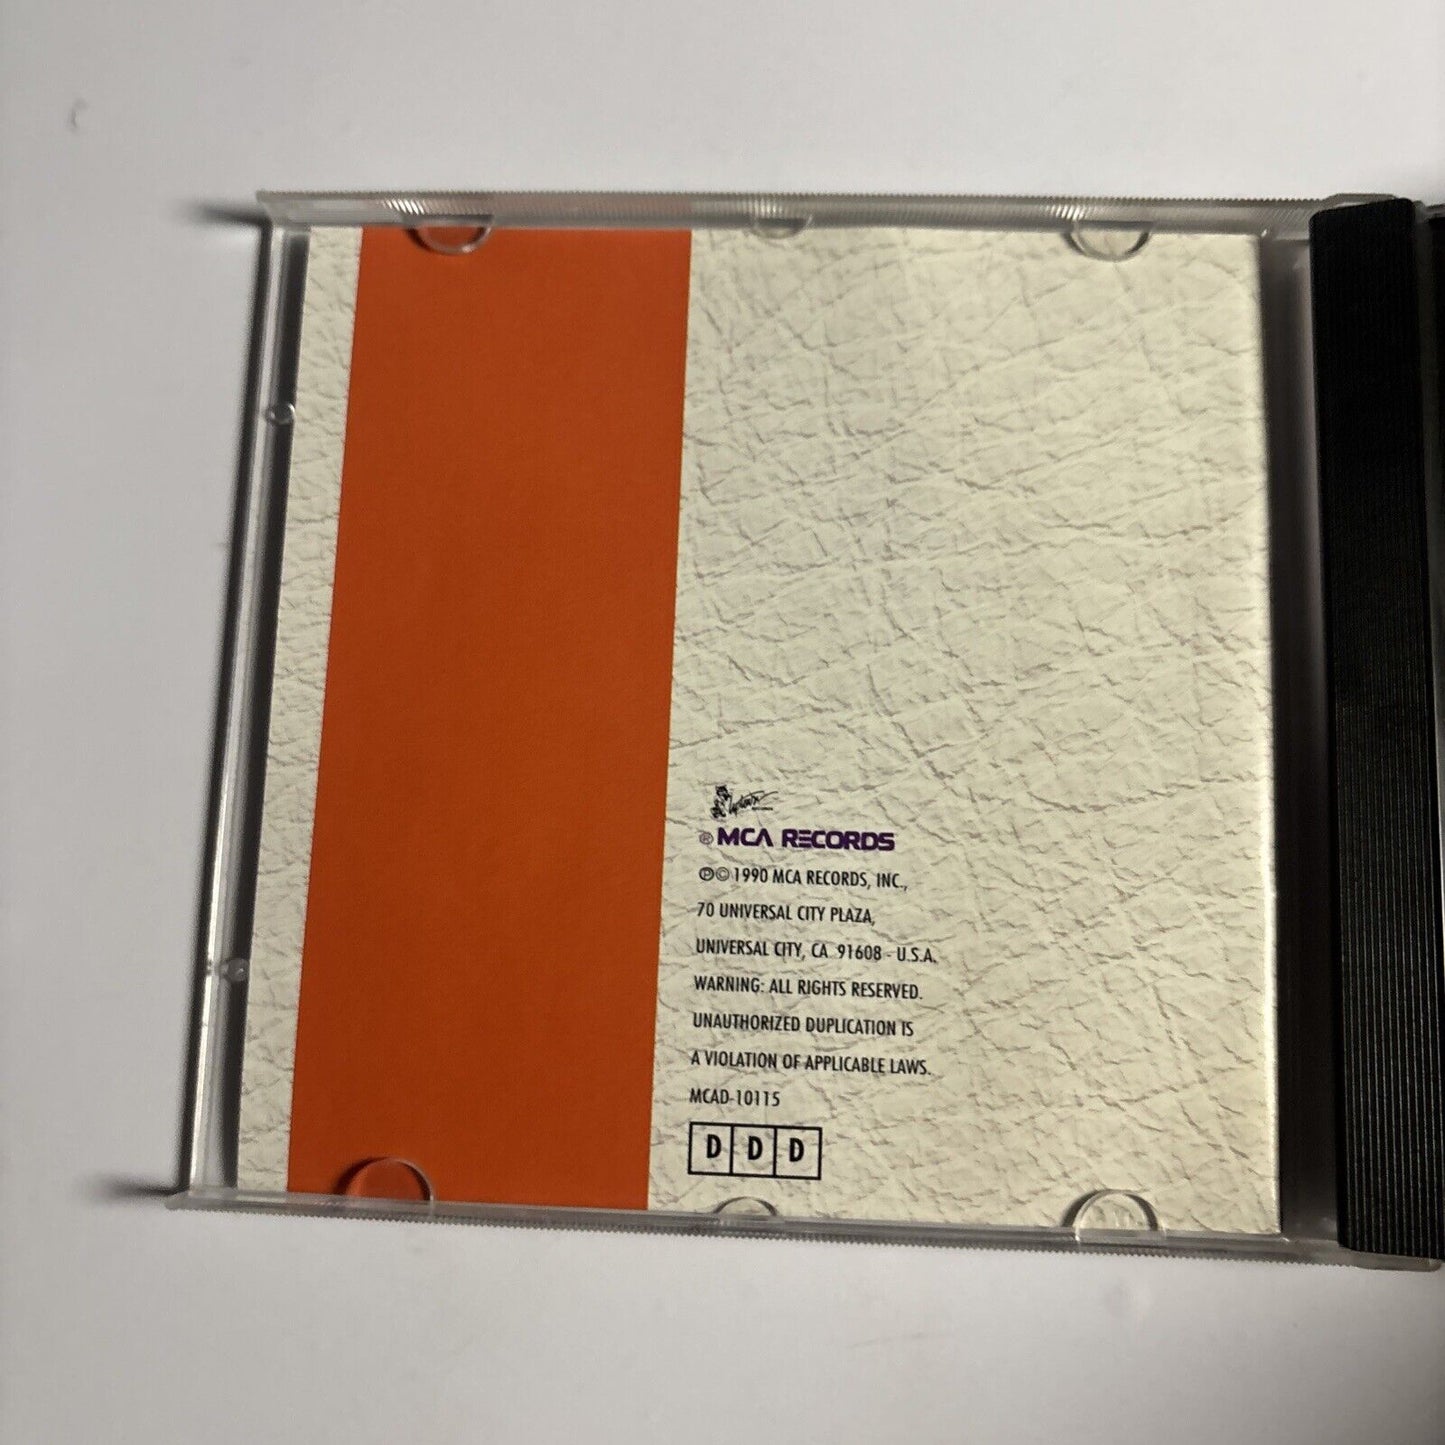 Uptown
® MCA RECORDS
℗© 1990 MCA RECORDS, INC.,
70 UNIVERSAL CITY PLAZA,
UNIVERSAL CITY, CA 91608 - U.S.A.
WARNING: ALL RIGHTS RESERVED.
UNAUTHORIZED DUPLICATION IS
A VIOLATION OF APPLICABLE LAWS.
MCAD-10115
D D D